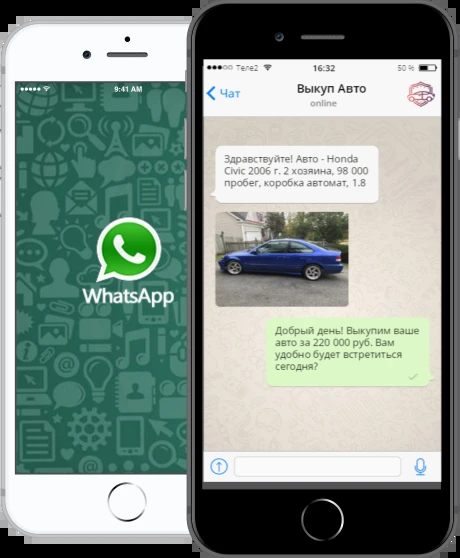 9:41 AM
WhatsApp
Теле2
16:32
50 %
Чат
Выкуп Авто
online
Здравствуйте! Авто - Honda
Civic 2006 г. 2 хозяина, 98 000
пробег, коробка автомат, 1.8
Добрый день! Выкупим ваше
авто за 220 000 руб. Вам
удобно будет встретиться
сегодня?